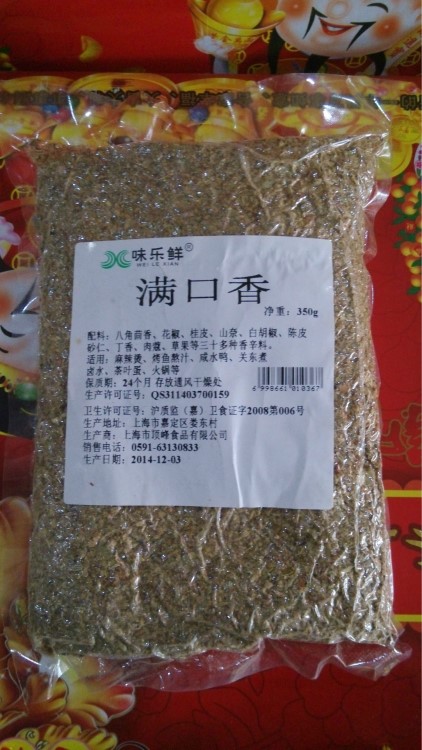 味乐鲜®
WEI LE XIAN
满口香
净重：350g
配料：八角茴香、花椒、桂皮、山奈、白胡椒、陈皮
砂仁、丁香、肉蔻、草果等三十多种香辛料。
适用：麻辣烫、烤鱼熬汁、咸水鸭、关东煮
卤水、茶叶蛋、火锅等
保质期：24个月 存放通风干燥处
生产许可证号：QS311403700159
6998661010367
卫生许可证号：沪质监（嘉）卫食证字2008第006号
生产地址：上海市嘉定区娄东村
生产商：上海市顶峰食品有限公司
销售电话：0591-63130833
生产日期：2014-12-03